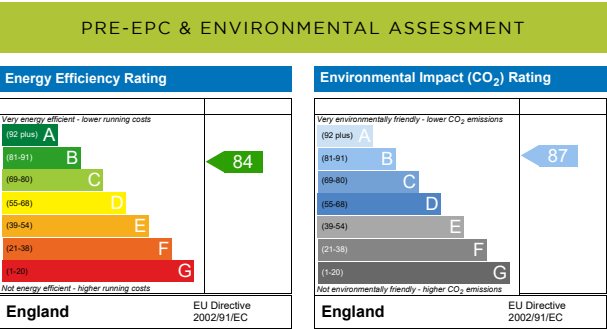 PRE-EPC & ENVIRONMENTAL ASSESSMENT
Energy Efficiency Rating
Very energy efficient - lower running costs
(92 plus) A
(81-91) B
84
(69-80) C
(55-68) D
(39-54) E
(21-38) F
(1-20) G
Not energy efficient - higher running costs
England
EU Directive
2002/91/EC
Environmental Impact (CO₂) Rating
Very environmentally friendly - lower CO₂ emissions
(92 plus) A
(81-91) B
87
(69-80) C
(55-68) D
(39-54) E
(21-38) F
(1-20) G
Not environmentally friendly - higher CO₂ emissions
England
EU Directive
2002/91/EC